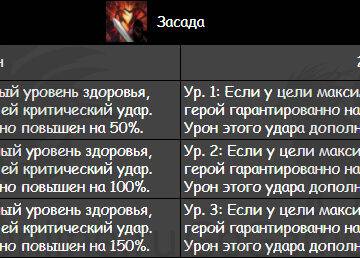 Засада
ный уровень здоровья,
ей критический удар.
но повышен на 50%.
Ур. 1: Если у цели макси
герой гарантированно на
Урон этого удара дополн
ный уровень здоровья,
ей критический удар.
но повышен на 100%.
Ур. 2: Если у цели макси
герой гарантированно на
Урон этого удара дополн
ный уровень здоровья,
ей критический удар.
но повышен на 150%.
Ур. 3: Если у цели макси
герой гарантированно на
Урон этого удара дополн